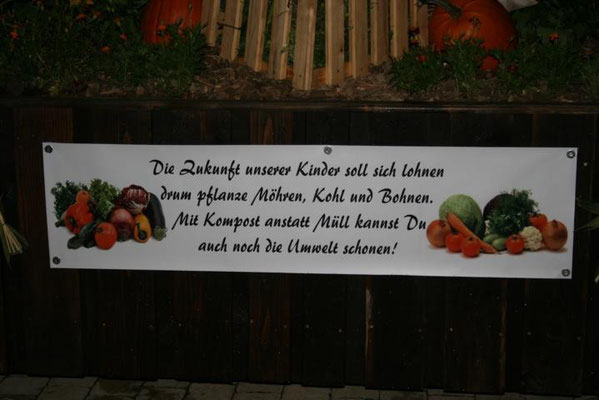 Die Zukunft unserer Kinder soll sich lohnen
drum pflanze Möhren, Kohl und Bohnen.
Mit Kompost anstatt Müll kannst Du
auch noch die Umwelt schonen!